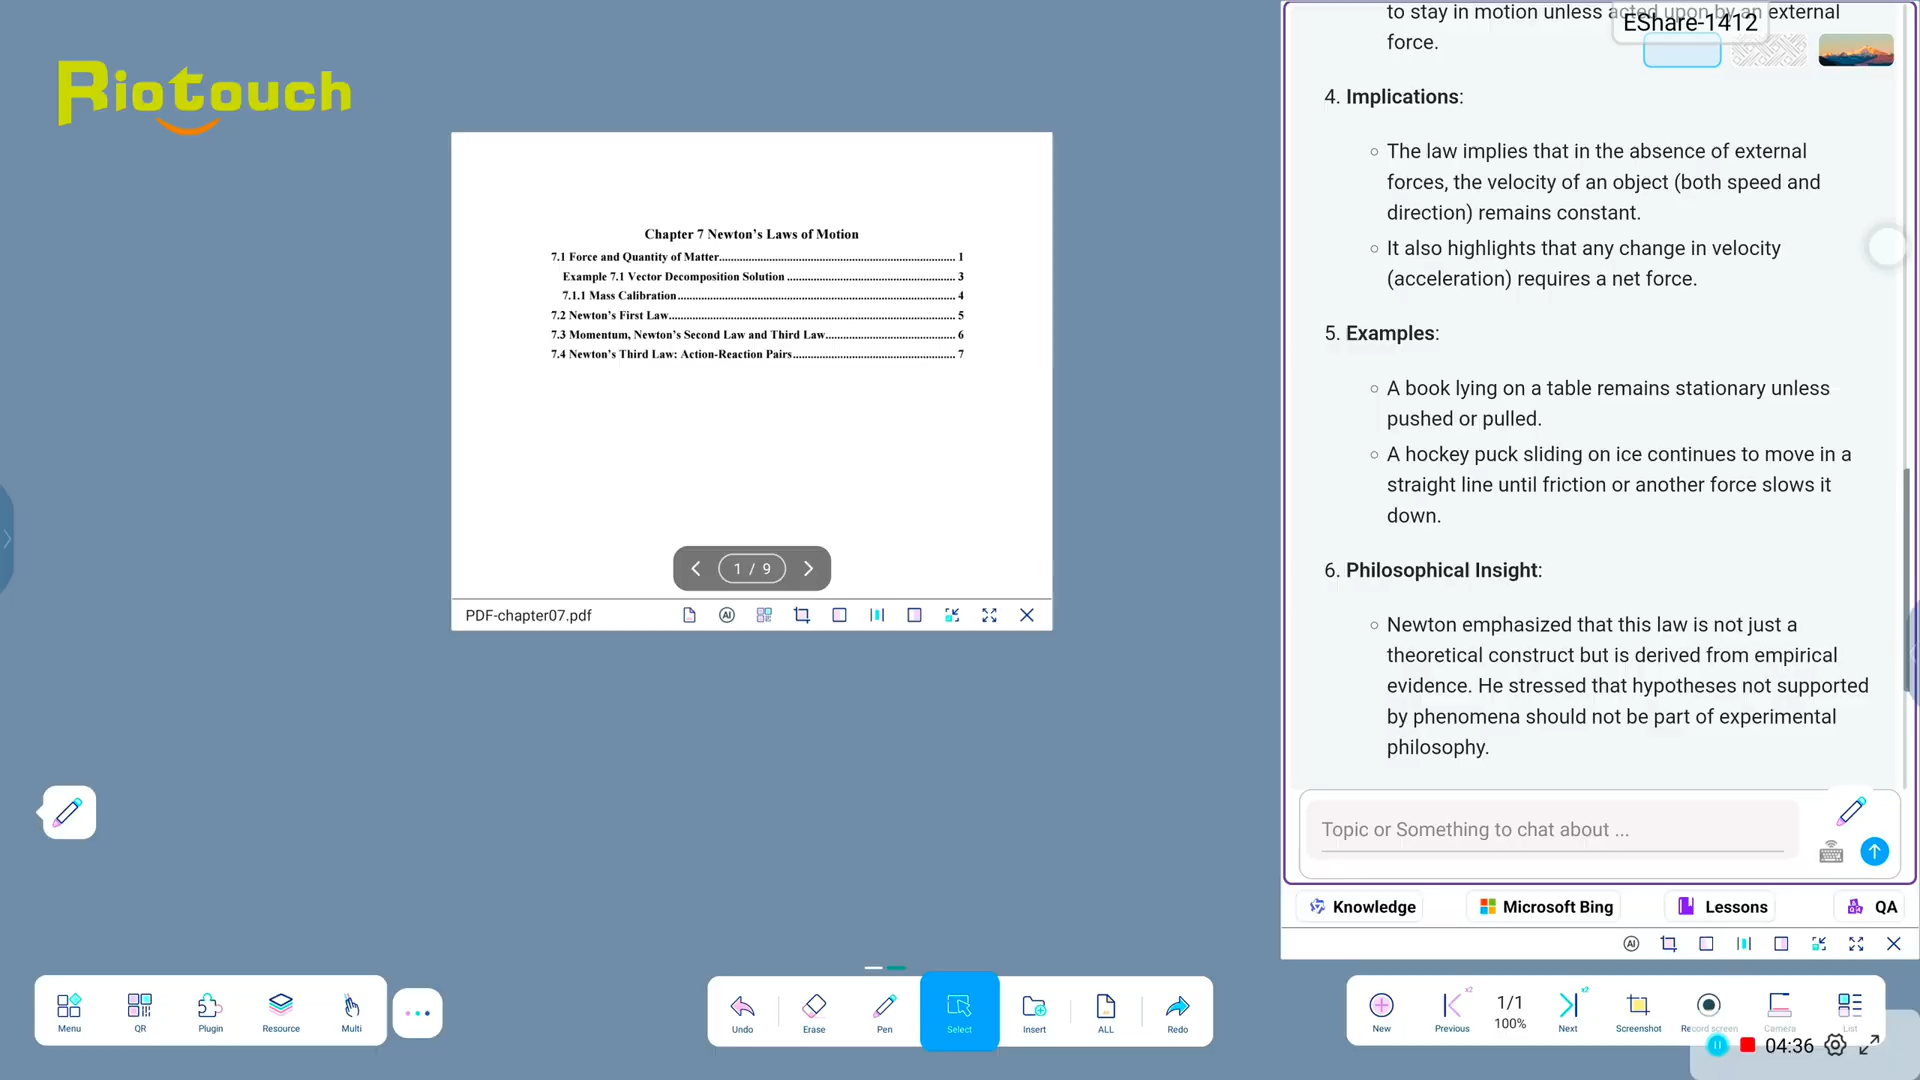 Riotouch
Chapter 7 Newton's Laws of Motion
7.1 Force and Quantity of Matter 1
Example 7.1 Vector Decomposition Solution 3
7.1.1 Mass Calibration 4
7.2 Newton's First Law 5
7.3 Momentum, Newton's Second Law and Third Law 6
7.4 Newton's Third Law: Action-Reaction Pairs 7
1 / 9
PDF-chapter07.pdf
AI
EShare-1412
to stay in motion unless acted upon by an external
force.
4. Implications:
The law implies that in the absence of external
forces, the velocity of an object (both speed and
direction) remains constant.
It also highlights that any change in velocity
(acceleration) requires a net force.
5. Examples:
A book lying on a table remains stationary unless
pushed or pulled.
A hockey puck sliding on ice continues to move in a
straight line until friction or another force slows it
down.
6. Philosophical Insight:
Newton emphasized that this law is not just a
theoretical construct but is derived from empirical
evidence. He stressed that hypotheses not supported
by phenomena should not be part of experimental
philosophy.
Topic or Something to chat about ...
Knowledge
Microsoft Bing
Lessons
QA
AI
Menu
QR
Plugin
Resource
Multi
Undo
Erase
Pen
Select
Insert
ALL
Redo
New
x2
Previous
1/1
100%
x2
Next
Screenshot
Record screen
Camera
List
04:36